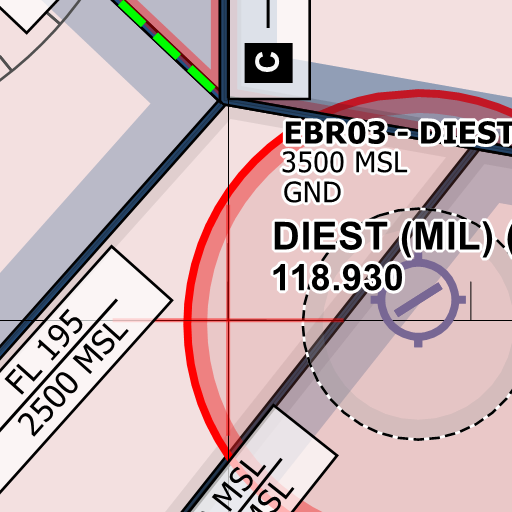 C
EBR03 - DIEST
3500 MSL
GND
DIEST (MIL) (
118.930
FL 195
2500 MSL
MSL
MSL